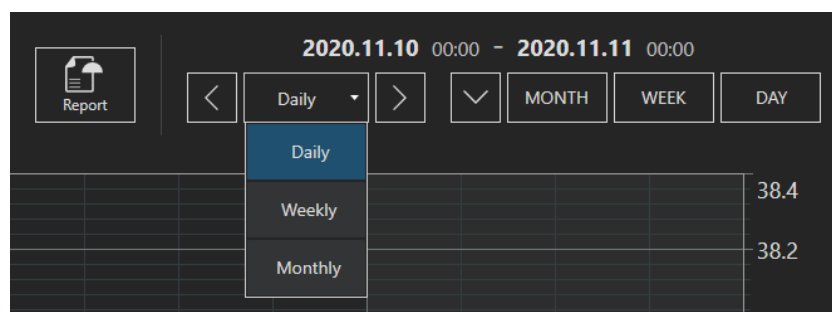 2020.11.10 00:00 - 2020.11.11 00:00
Report
Daily
MONTH
WEEK
DAY
Daily
Weekly
Monthly
38.4
38.2